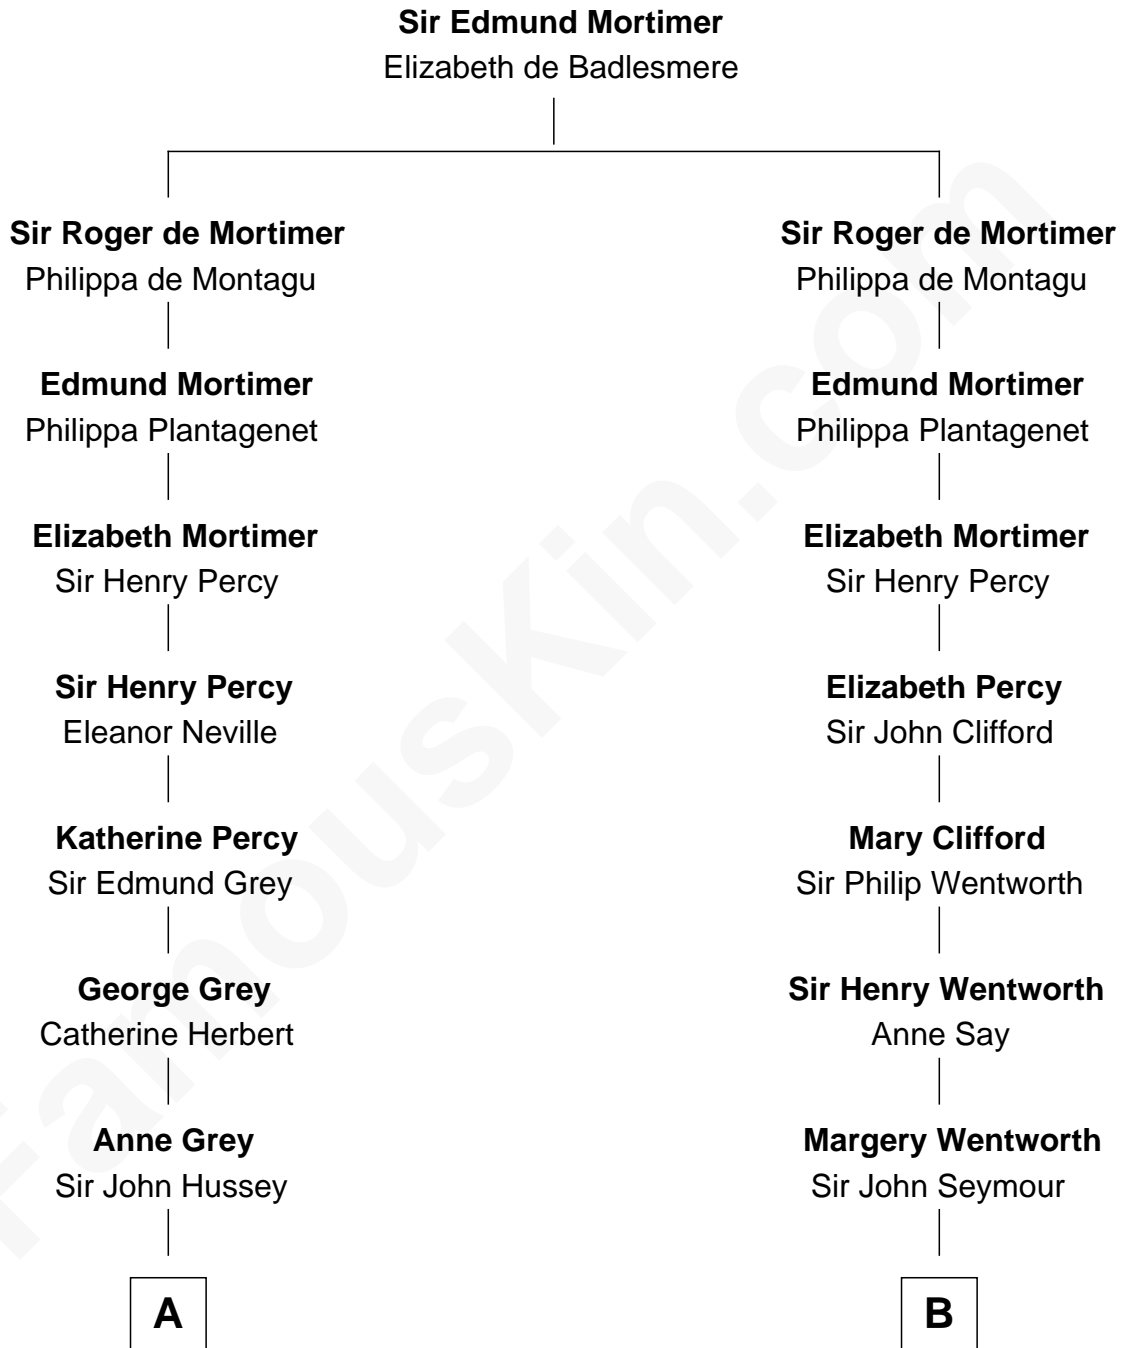 Sir Edmund Mortimer
Elizabeth de Badlesmere
Sir Roger de Mortimer
Philippa de Montagu
Edmund Mortimer
Philippa Plantagenet
Elizabeth Mortimer
Sir Henry Percy
Sir Henry Percy
Eleanor Neville
Katherine Percy
Sir Edmund Grey
George Grey
Catherine Herbert
Anne Grey
Sir John Hussey
A
Sir Roger de Mortimer
Philippa de Montagu
Edmund Mortimer
Philippa Plantagenet
Elizabeth Mortimer
Sir Henry Percy
Elizabeth Percy
Sir John Clifford
Mary Clifford
Sir Philip Wentworth
Sir Henry Wentworth
Anne Say
Margery Wentworth
Sir John Seymour
B
FamousKin.com